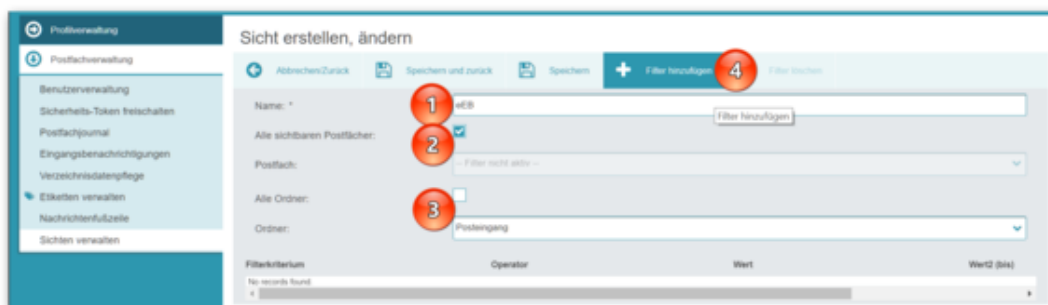 Profilverwaltung
Postfachverwaltung
Benutzerverwaltung
Sicherheits-Token freischalten
Postfachjournal
Eingangsbenachrichtigungen
Verzeichnisdatenpflege
Etiketten verwalten
Nachrichtenfußzeile
Sichten verwalten
Sicht erstellen, ändern
Abbrechen/Zurück Speichern und zurück Speichern Filter hinzufügen 4 Filter löschen
Name: * 1 eEB
Filter hinzufügen
Alle sichtbaren Postfächer:
2
Postfach: -- Filter nicht aktiv --
Alle Ordner:
3
Ordner: Posteingang
Filterkriterium Operator Wert Wert2 (bis)
No records found.